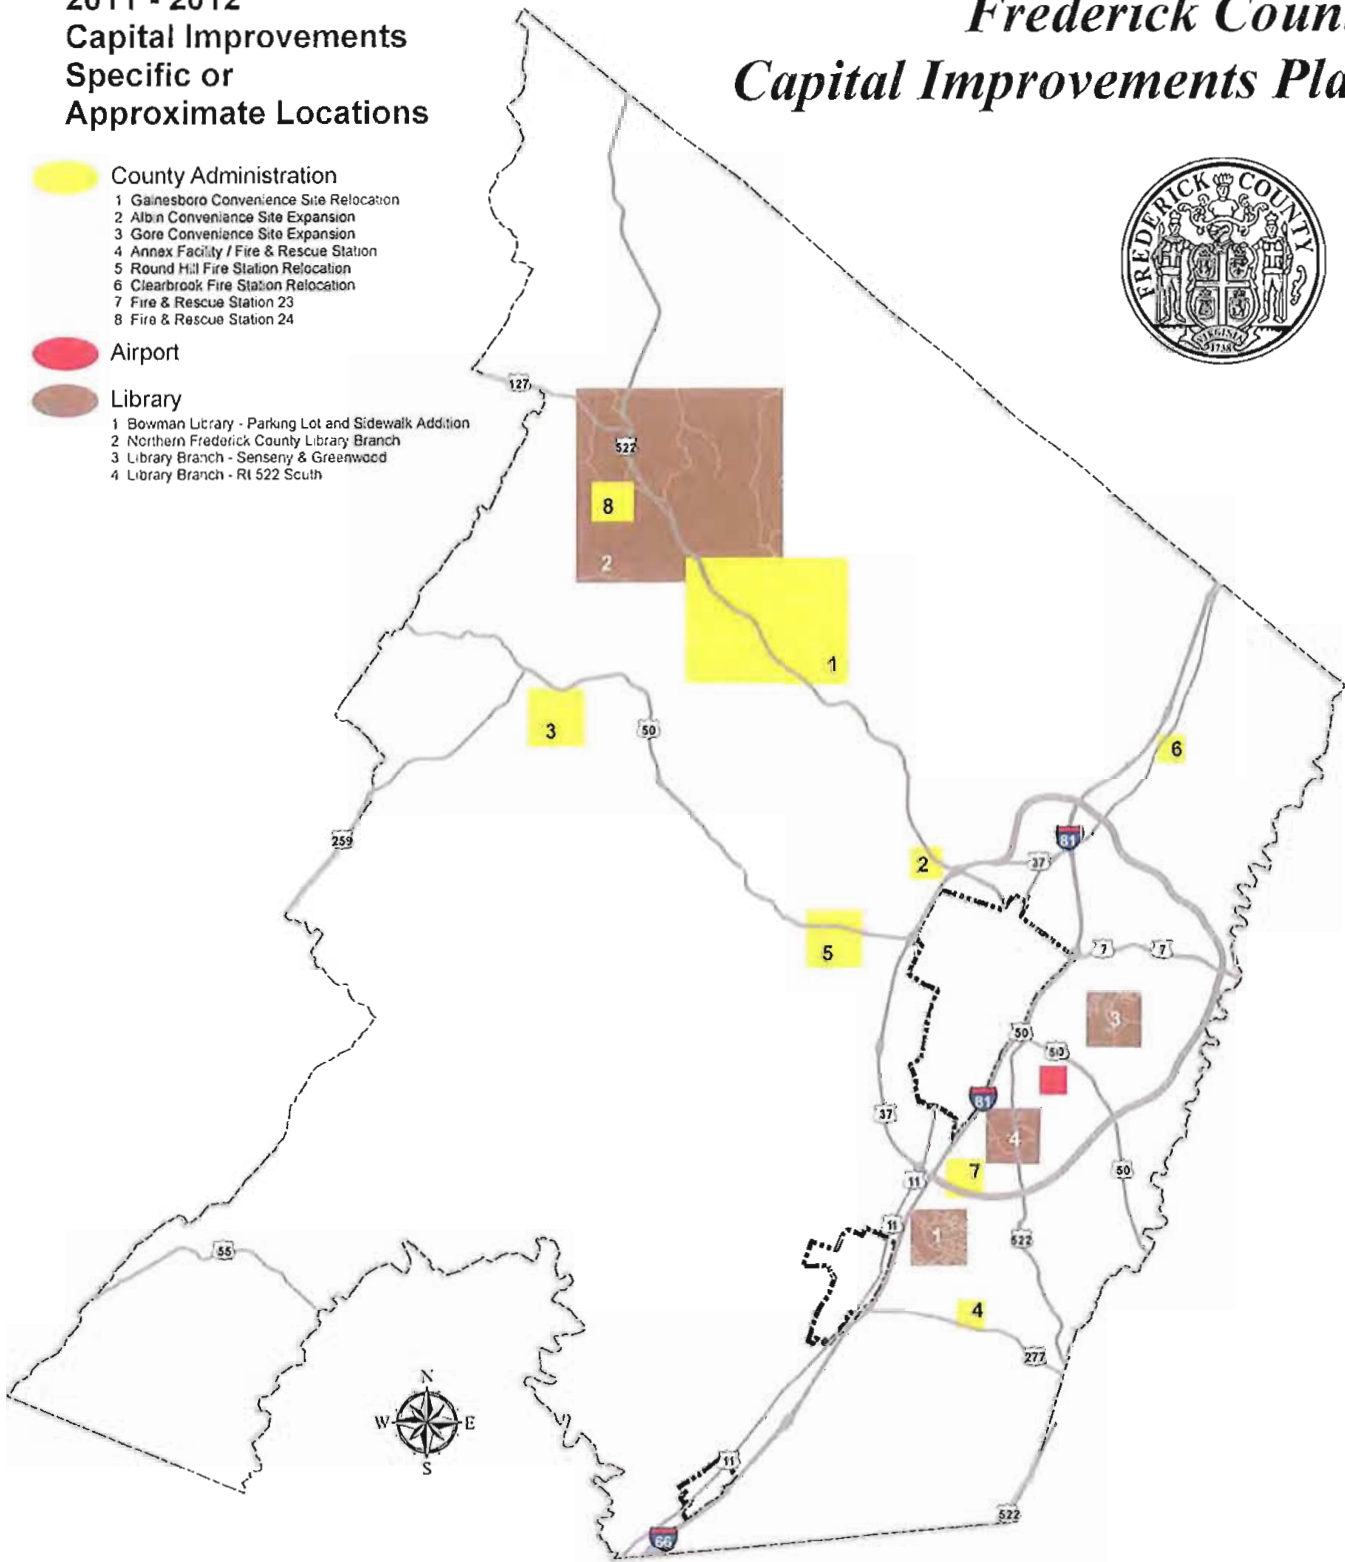 2011 - 2012
Capital Improvements
Specific or
Approximate Locations
Frederick Coun
Capital Improvements Pla
County Administration
1 Gainesboro Convenience Site Relocation
2 Albin Convenience Site Expansion
3 Gore Convenience Site Expansion
4 Annex Facility / Fire & Rescue Station
5 Round Hill Fire Station Relocation
6 Clearbrook Fire Station Relocation
7 Fire & Rescue Station 23
8 Fire & Rescue Station 24
Airport
Library
1 Bowman Library - Parking Lot and Sidewalk Addition
2 Northern Frederick County Library Branch
3 Library Branch - Senseny & Greenwood
4 Library Branch - Rt 522 South
FREDERICK COUNTY
VIRGINIA
1738
127
522
8
2
1
3
50
6
259
81
2
37
5
7
7
3
50
50
81
37
4
7
11
50
11
1
522
55
4
277
N
W
E
S
11
522
66